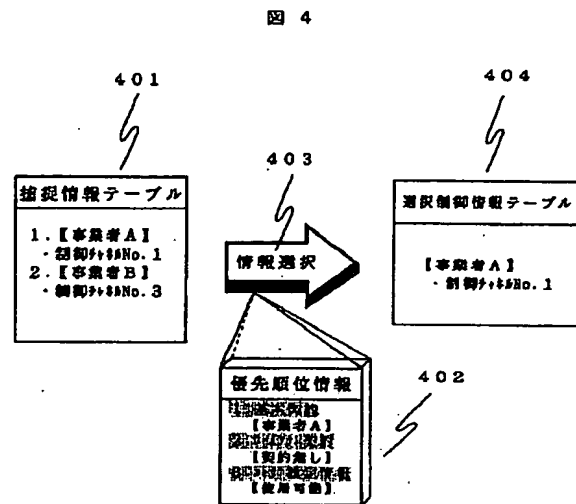 図 4
401
404
403
捕捉情報テーブル
1.【事業者A】
・制御チャネルNo.1
2.【事業者B】
・制御チャネルNo.3
情報選択
選択制御情報テーブル
【事業者A】
・制御チャネルNo.1
優先順位情報
【事業者A】
【契約無し】
【使用可能】
402